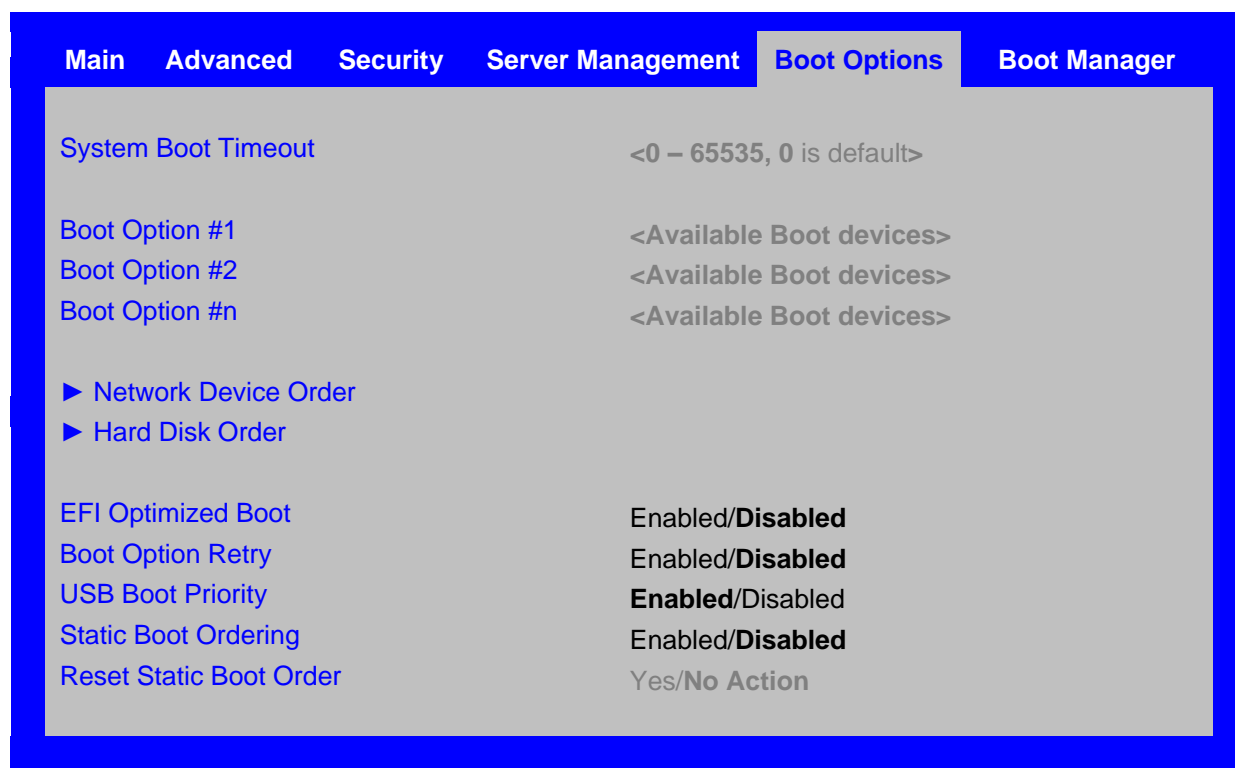 Main Advanced Security Server Management Boot Options Boot Manager
System Boot Timeout <0 – 65535, 0 is default>
Boot Option #1 <Available Boot devices>
Boot Option #2 <Available Boot devices>
Boot Option #n <Available Boot devices>
► Network Device Order
► Hard Disk Order
EFI Optimized Boot Enabled/Disabled
Boot Option Retry Enabled/Disabled
USB Boot Priority Enabled/Disabled
Static Boot Ordering Enabled/Disabled
Reset Static Boot Order Yes/No Action